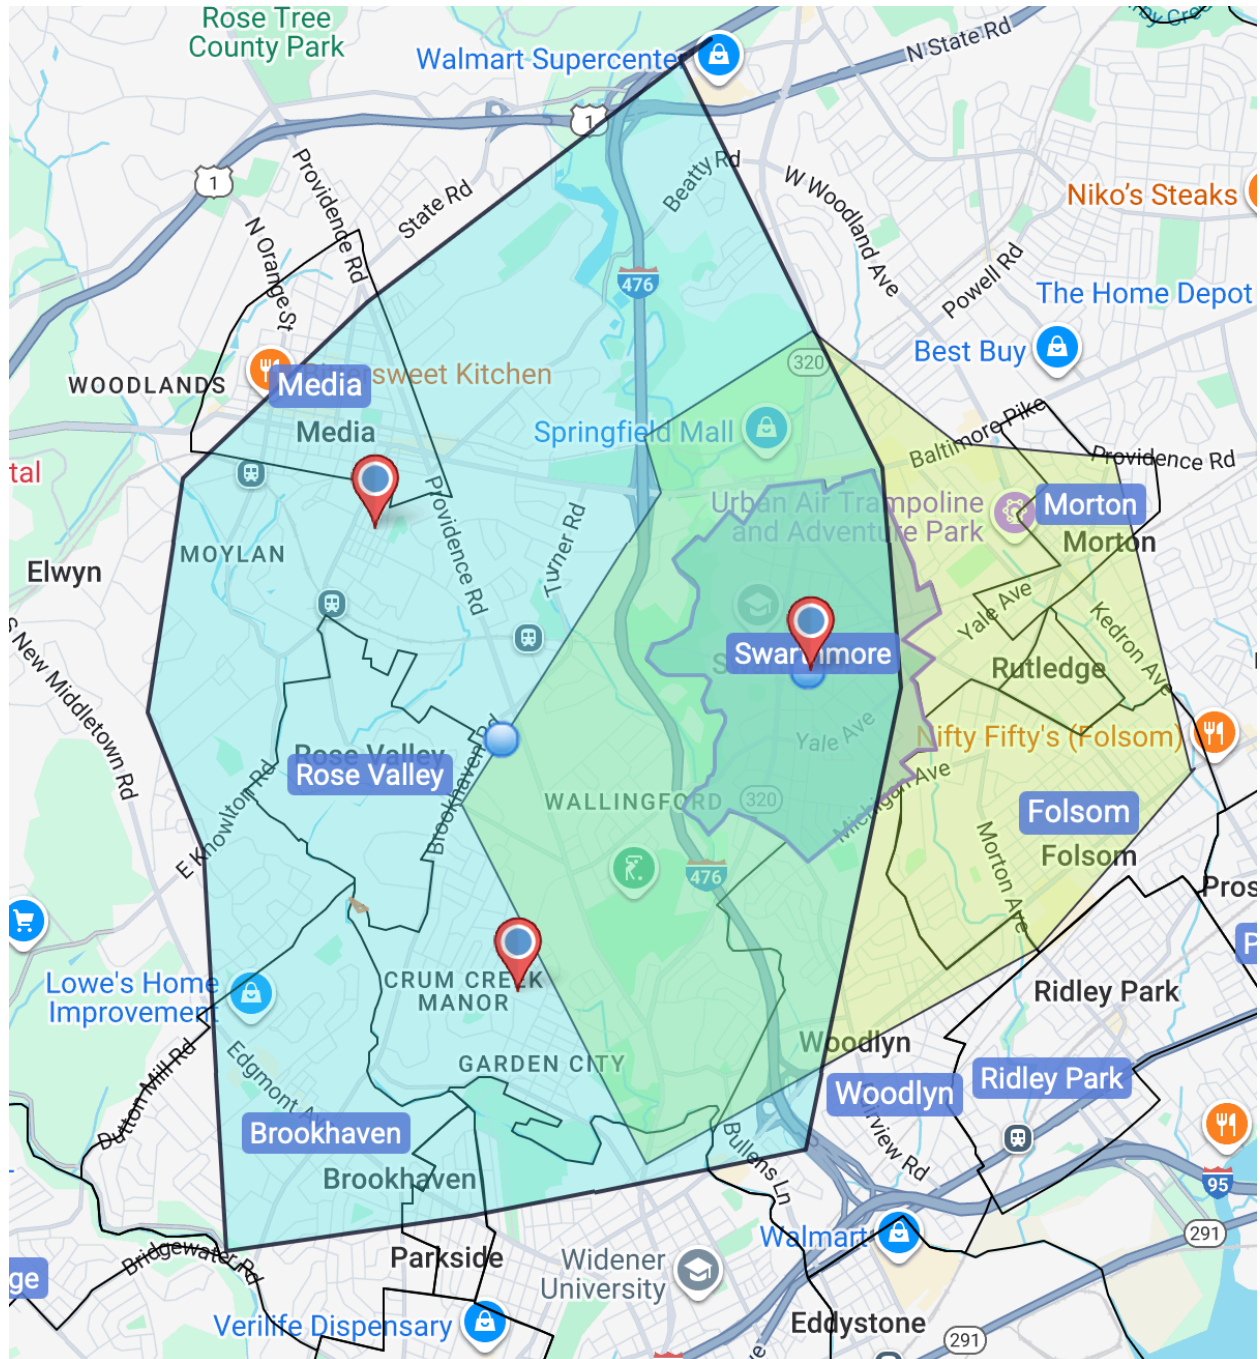 Rose Tree
County Park
Walmart Supercente
N State Rd
1
1
Providence Rd
State Rd
Beatty Rd
W Woodland Ave
Niko's Steaks
N Orange St
476
Powell Rd
The Home Depot
Best Buy
320
WOODLANDS
Media
ersweet Kitchen
Media
Springfield Mall
Baltimore Pike
Providence Rd
tal
Providence Rd
Urban Air Trampoline
and Adventure Park
Morton
Morton
MOYLAN
Turner Rd
Elwyn
Yale Ave
Kedron Ave
Swarthmore
Rutledge
s New Middletown Rd
Rose Valley
Rose Valley
Brookhaven Rd
Yale Ave
Nifty Fifty's (Folsom)
E Knowlton Rd
WALLINGFORD
320
Michigan Ave
Folsom
Morton Ave
Folsom
476
Pros
P
Lowe's Home
Improvement
CRUM CREEK
MANOR
Ridley Park
Dutton Mill Rd
Edgmont A
GARDEN CITY
Woodlyn
Woodlyn
Ridley Park
Brookhaven
Brookhaven
Bullens Ln
irview Rd
95
291
Bridgewater Rd
Parkside
Widener
University
Walmart
ge
Verilife Dispensary
Eddystone
291